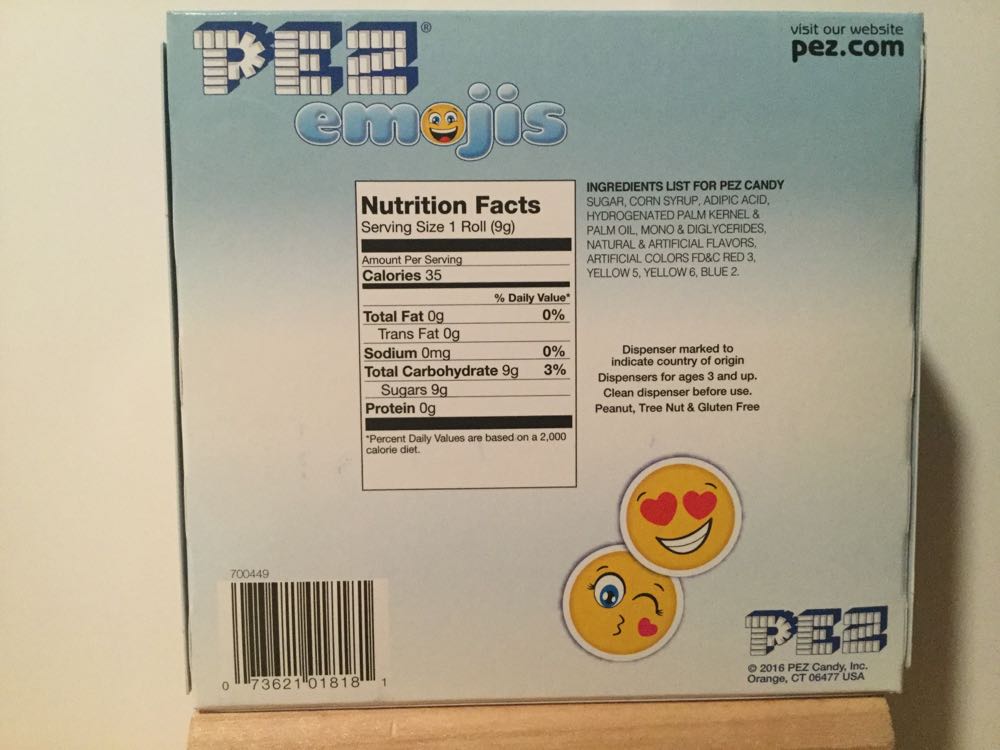 PEZ®
emojis
visit our website
pez.com
Nutrition Facts
Serving Size 1 Roll (9g)
Amount Per Serving
Calories 35
% Daily Value*
Total Fat 0g 0%
Trans Fat 0g
Sodium 0mg 0%
Total Carbohydrate 9g 3%
Sugars 9g
Protein 0g
*Percent Daily Values are based on a 2,000
calorie diet.
INGREDIENTS LIST FOR PEZ CANDY
SUGAR, CORN SYRUP, ADIPIC ACID,
HYDROGENATED PALM KERNEL &
PALM OIL, MONO & DIGLYCERIDES,
NATURAL & ARTIFICIAL FLAVORS,
ARTIFICIAL COLORS FD&C RED 3,
YELLOW 5, YELLOW 6, BLUE 2.
Dispenser marked to
indicate country of origin
Dispensers for ages 3 and up.
Clean dispenser before use.
Peanut, Tree Nut & Gluten Free
700449
0 73621 01818 1
PEZ
© 2016 PEZ Candy, Inc.
Orange, CT 06477 USA